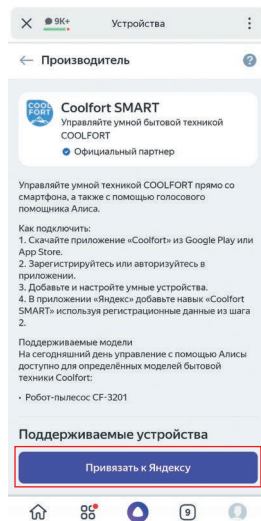 9K+ Устройства
Производитель
COOL
FORT
Coolfort SMART
Управляйте умной бытовой техникой
COOLFORT
Официальный партнер
Управляйте умной техникой COOLFORT прямо со
смартфона, а также с помощью голосового
помощника Алиса.
Как подключить:
1. Скачайте приложение «Coolfort» из Google Play или
App Store.
2. Зарегистрируйтесь или авторизуйтесь в
приложении.
3. Добавьте и настройте умные устройства.
4. В приложении «Яндекс» добавьте навык «Coolfort
SMART» используя регистрационные данные из шага
2.
Поддерживаемые модели
На сегодняшний день управление с помощью Алисы
доступно для определённых моделей бытовой
техники Coolfort:
• Робот-пылесос CF-3201
Поддерживаемые устройства
Привязать к Яндексу
9